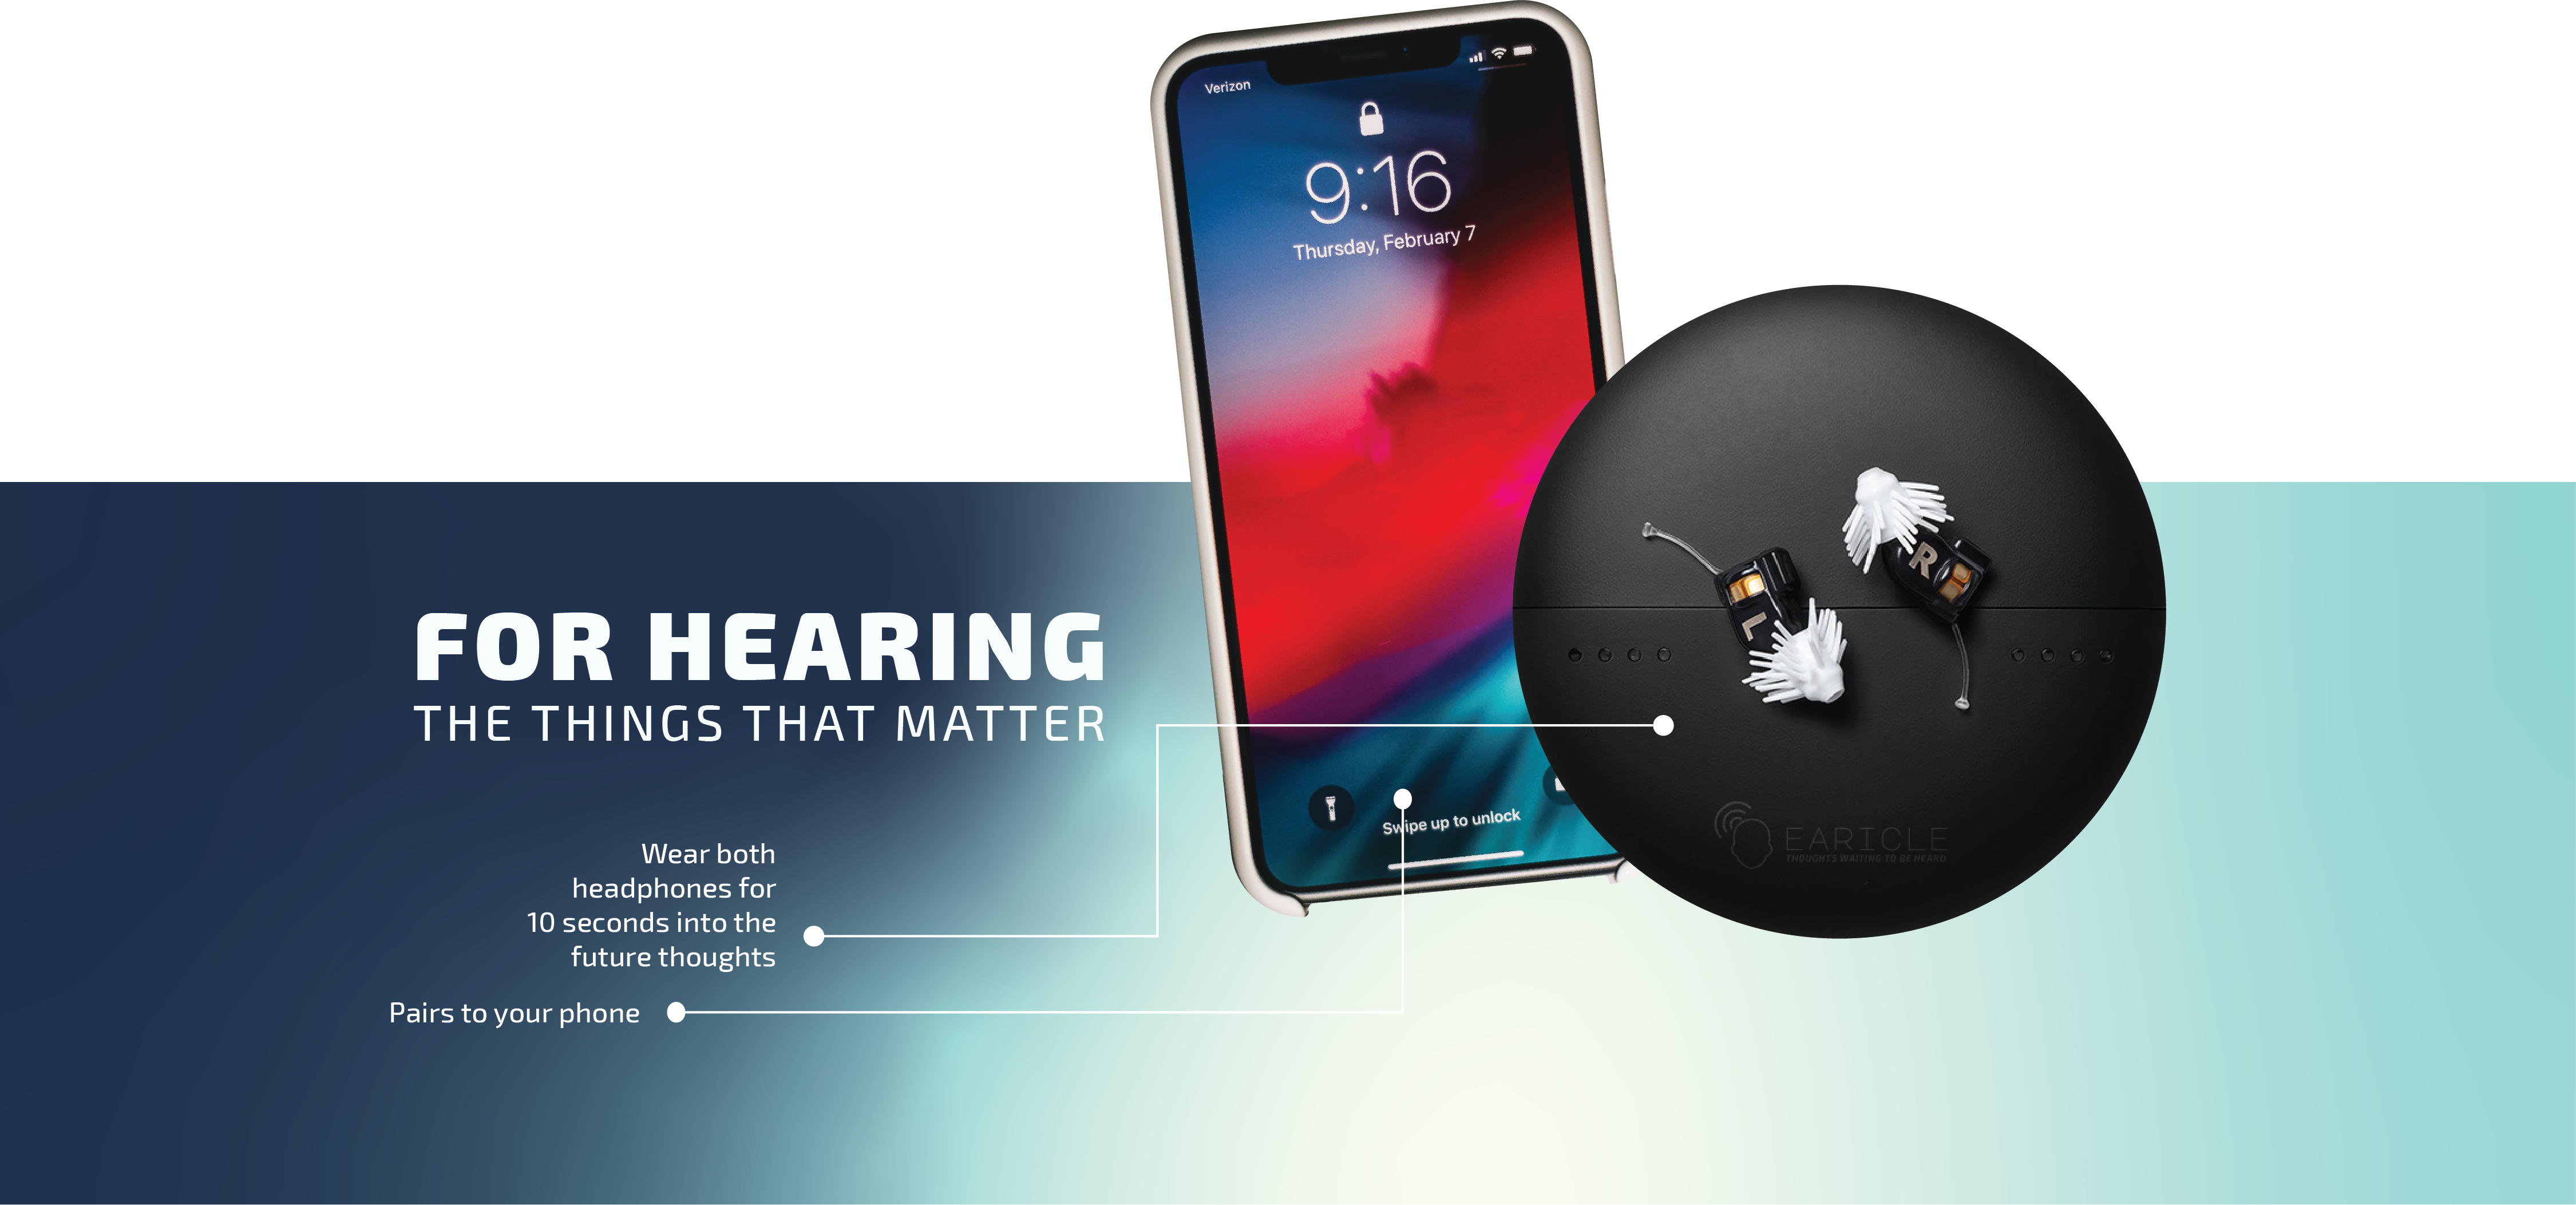 Verizon
9:16
Thursday, February 7
R
L
FOR HEARING
THE THINGS THAT MATTER
Swipe up to unlock
EARICLE
THOUGHTS WAITING TO BE HEARD
Wear both
headphones for
10 seconds into the
future thoughts
Pairs to your phone